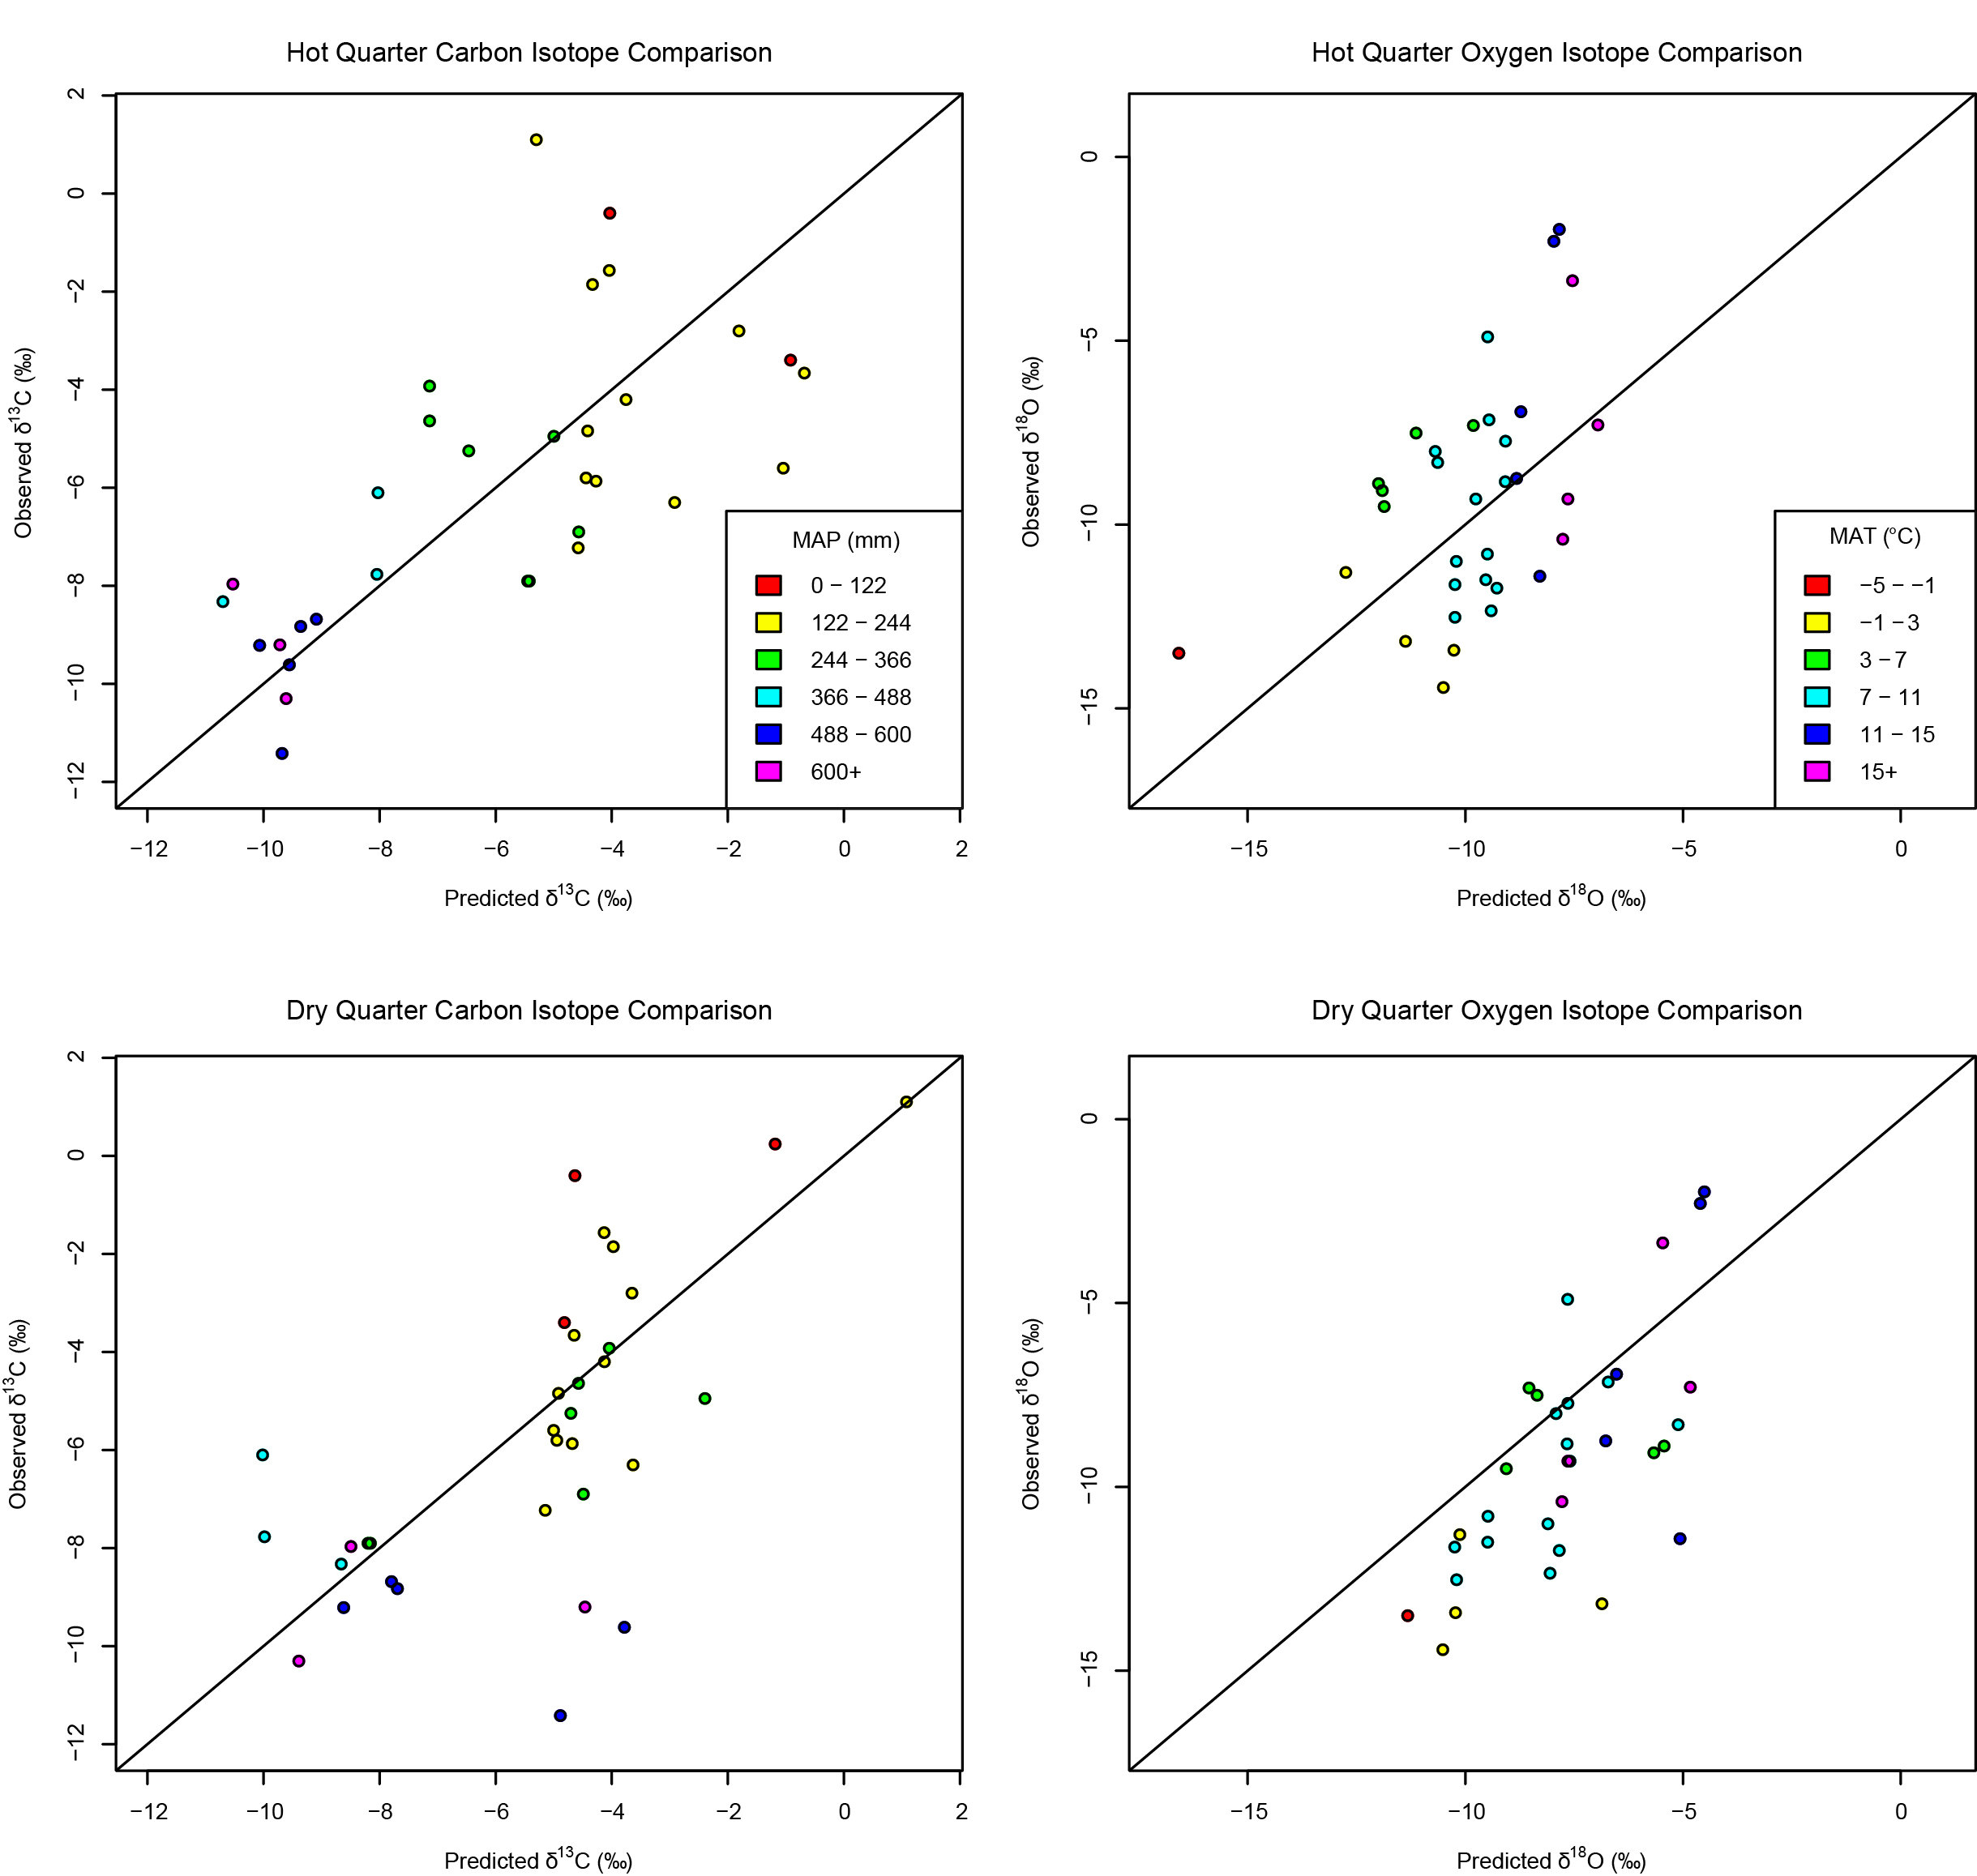 Hot Quarter Carbon Isotope Comparison
2
0
−2
−4
−6
−8
−10
−12
Observed δ13C (‰)
MAP (mm)
0 − 122
122 − 244
244 − 366
366 − 488
488 − 600
600+
−12 −10 −8 −6 −4 −2 0 2
Predicted δ13C (‰)
Hot Quarter Oxygen Isotope Comparison
0
−5
−10
−15
Observed δ18O (‰)
MAT (°C)
−5 − −1
−1 − 3
3 − 7
7 − 11
11 − 15
15+
−15 −10 −5 0
Predicted δ18O (‰)
Dry Quarter Carbon Isotope Comparison
2
0
−2
−4
−6
−8
−10
−12
Observed δ13C (‰)
−12 −10 −8 −6 −4 −2 0 2
Predicted δ13C (‰)
Dry Quarter Oxygen Isotope Comparison
0
−5
−10
−15
Observed δ18O (‰)
−15 −10 −5 0
Predicted δ18O (‰)